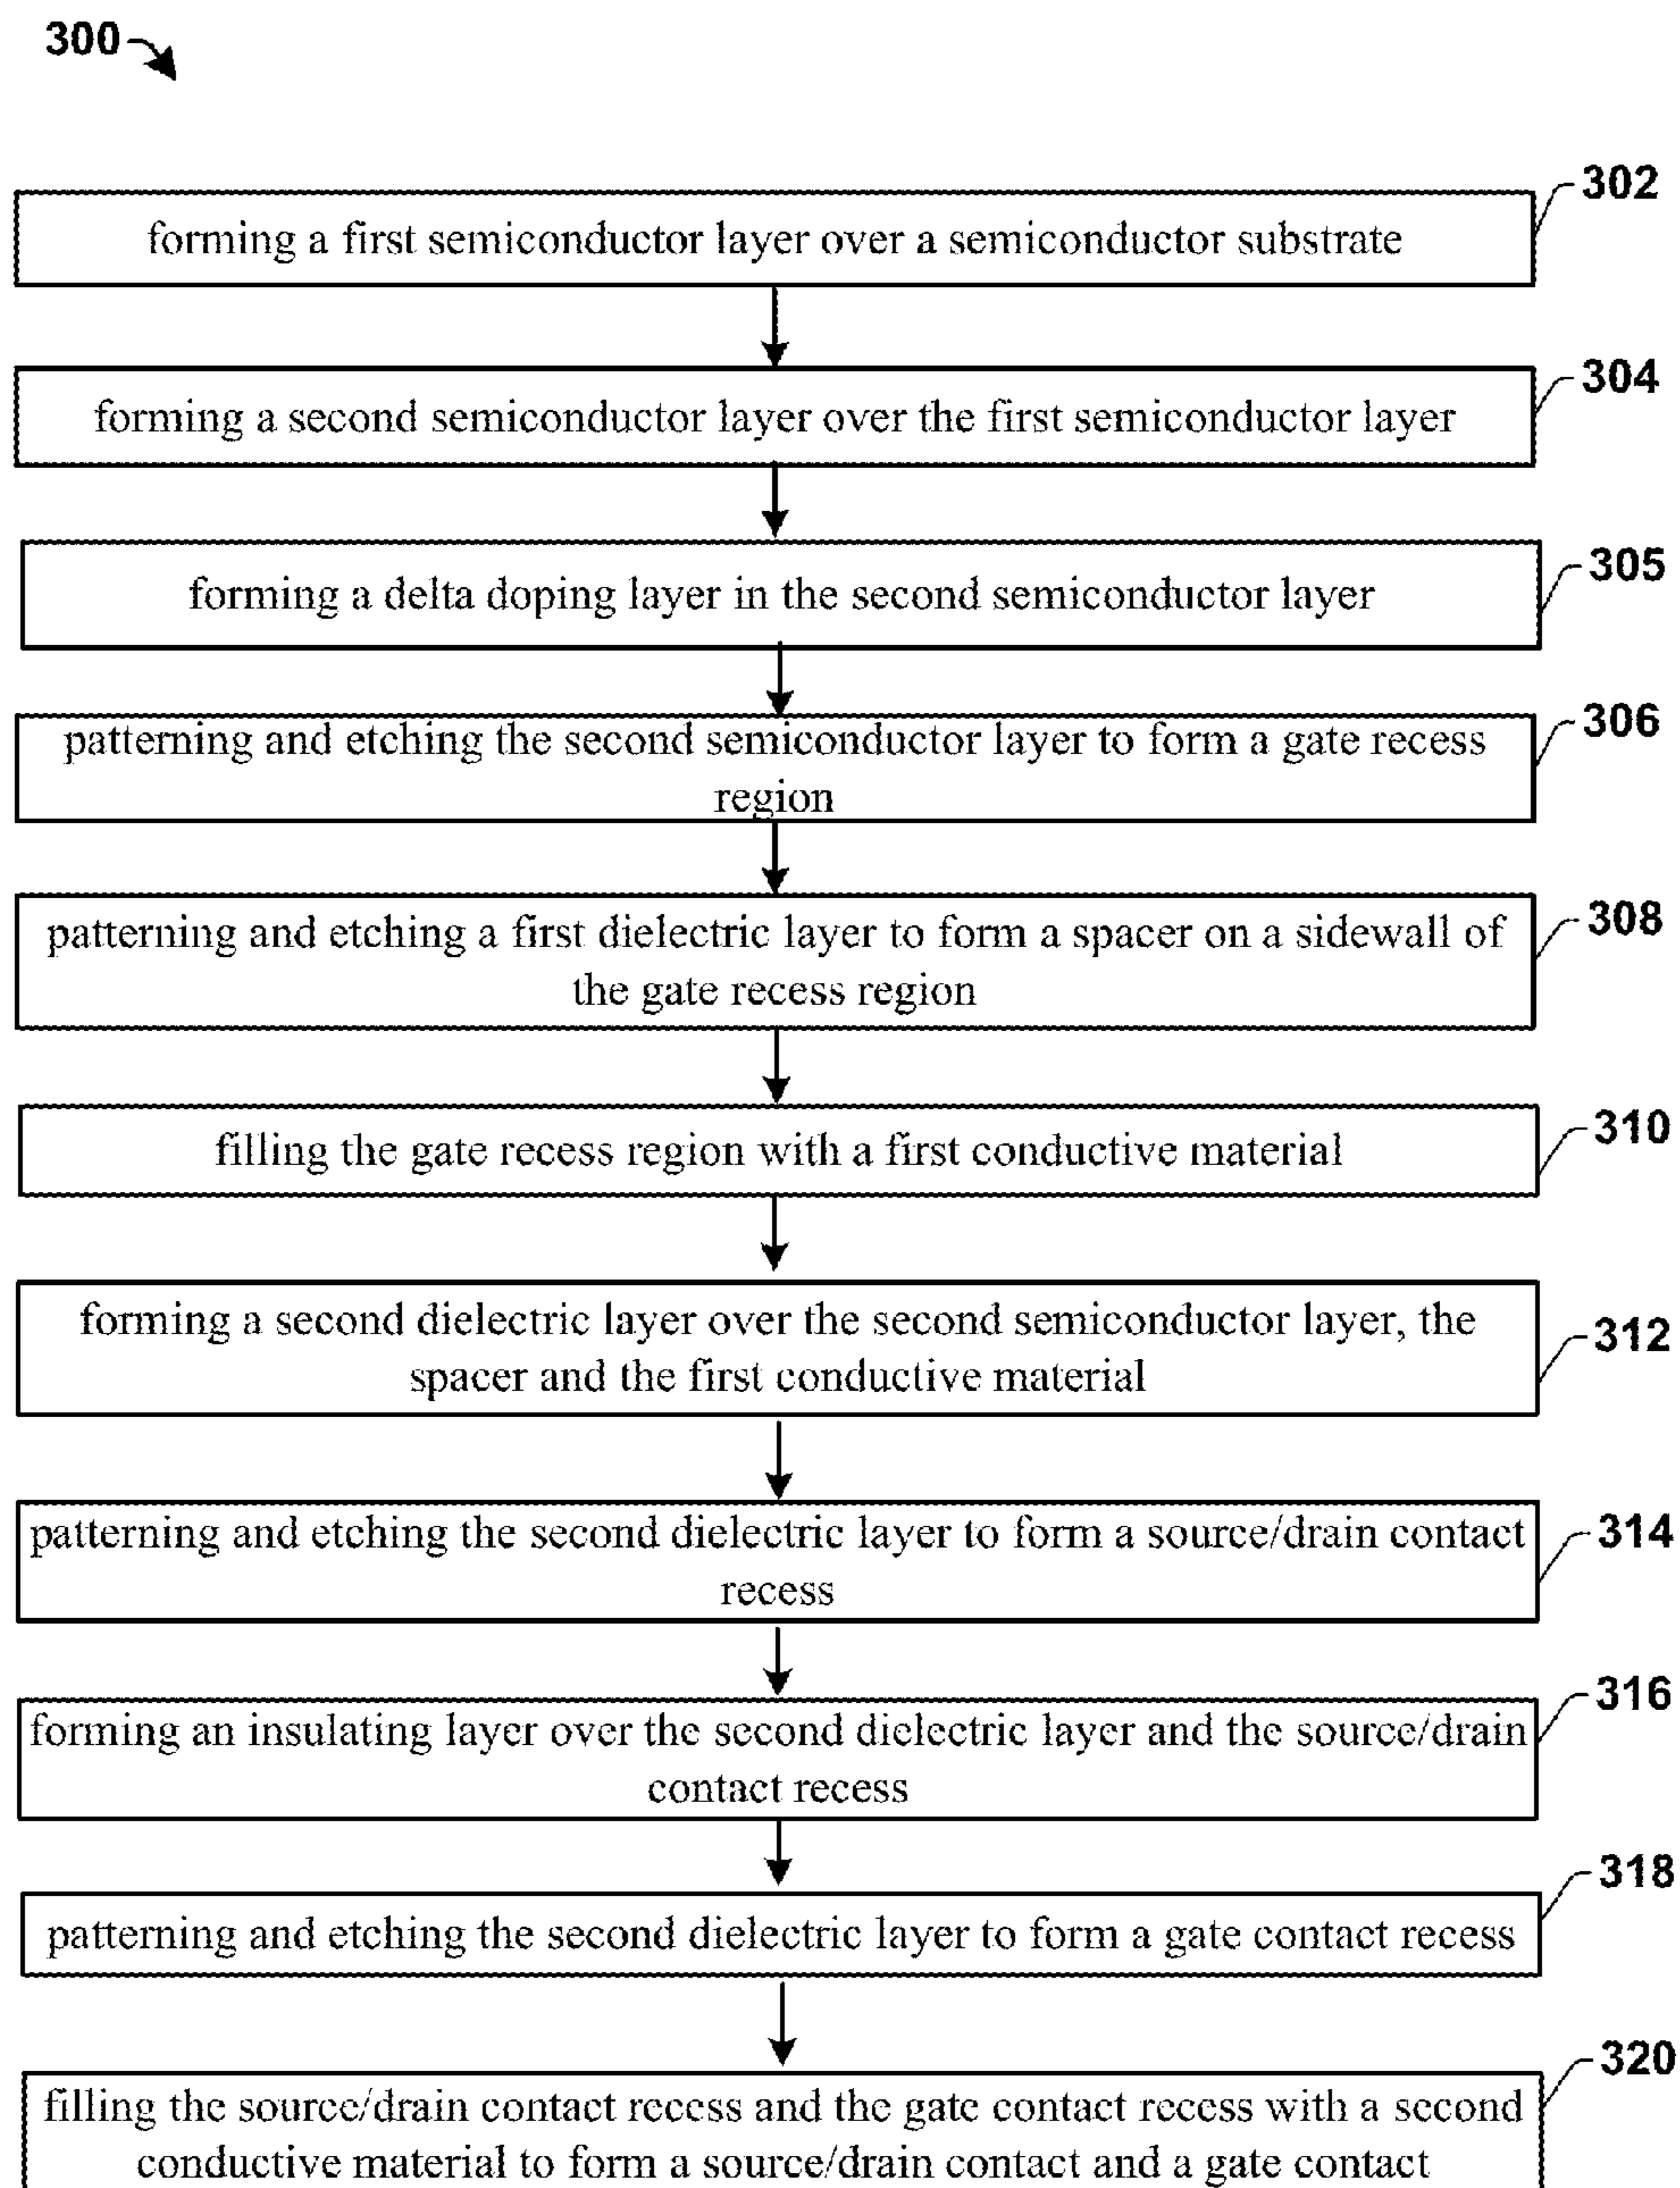 300
302
forming a first semiconductor layer over a semiconductor substrate
304
forming a second semiconductor layer over the first semiconductor layer
305
forming a delta doping layer in the second semiconductor layer
306
patterning and etching the second semiconductor layer to form a gate recess
region
308
patterning and etching a first dielectric layer to form a spacer on a sidewall of
the gate recess region
310
filling the gate recess region with a first conductive material
312
forming a second dielectric layer over the second semiconductor layer, the
spacer and the first conductive material
314
patterning and etching the second dielectric layer to form a source/drain contact
recess
316
forming an insulating layer over the second dielectric layer and the source/drain
contact recess
318
patterning and etching the second dielectric layer to form a gate contact recess
320
filling the source/drain contact recess and the gate contact recess with a second
conductive material to form a source/drain contact and a gate contact